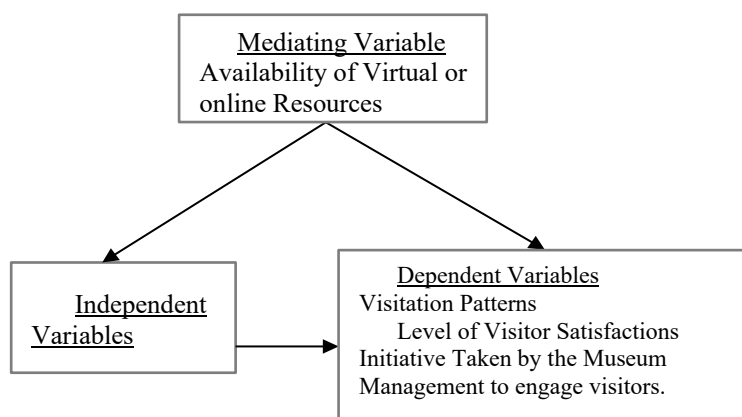 Mediating Variable
Availability of Virtual or
online Resources
Independent
Variables
Dependent Variables
Visitation Patterns
Level of Visitor Satisfactions
Initiative Taken by the Museum
Management to engage visitors.